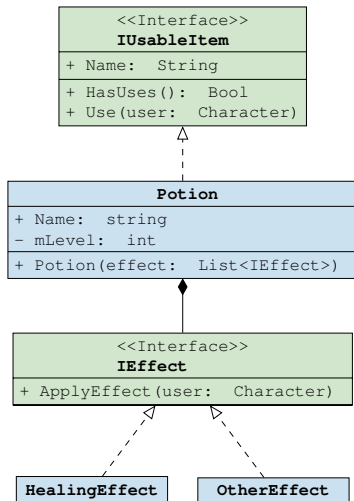 <<Interface>>
IUsableItem
+ Name: String
+ HasUses(): Bool
+ Use(user: Character)
Potion
+ Name: string
− mLevel: int
+ Potion(effect: List<IEffect>)
<<Interface>>
IEffect
+ ApplyEffect(user: Character)
HealingEffect OtherEffect